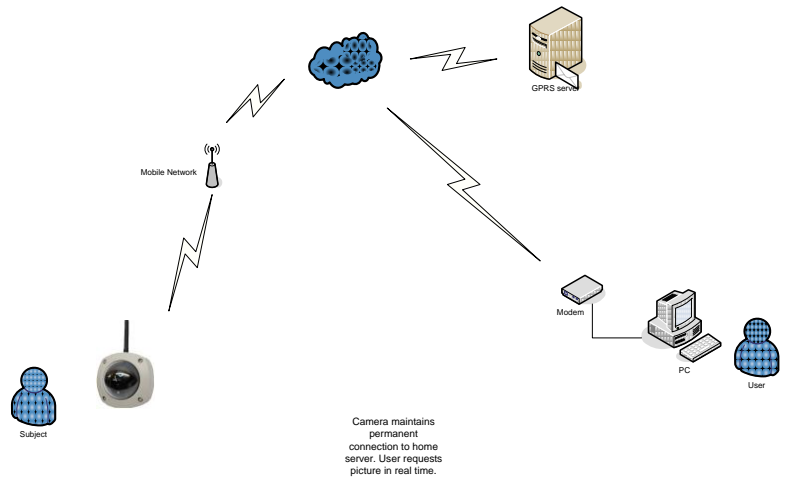 GPRS server
Mobile Network
Modem
PC
User
Subject
Camera maintains
permanent
connection to home
server. User requests
picture in real time.